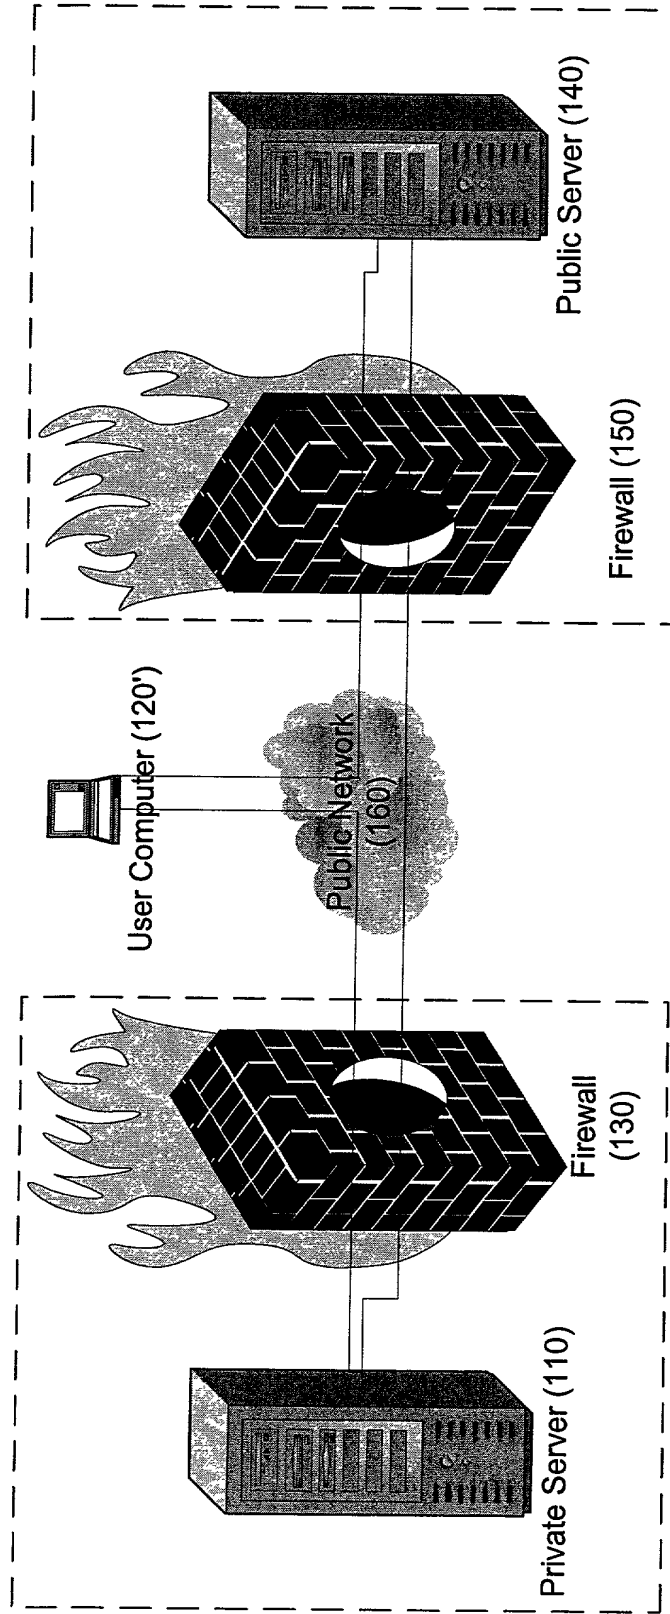 User Computer (120')
Public Network
(160)
Private Server (110)
Firewall
(130)
Firewall (150)
Public Server (140)